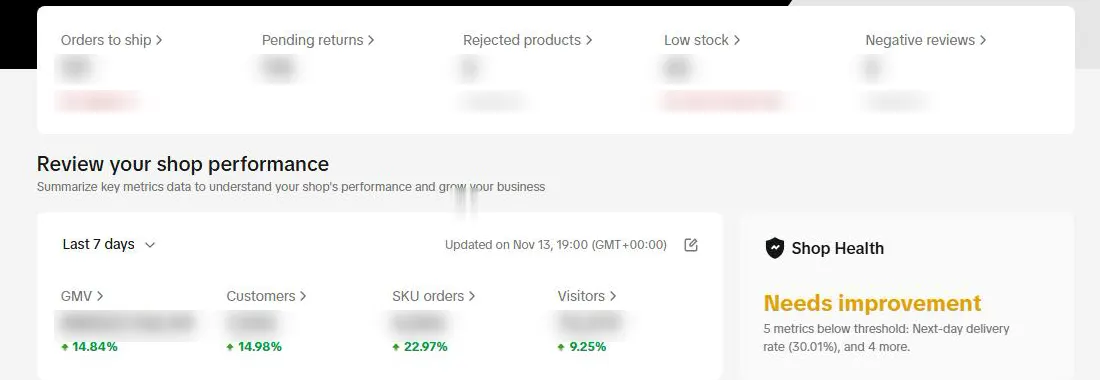 Orders to ship
Pending returns
Rejected products
Low stock
Negative reviews
Review your shop performance
Summarize key metrics data to understand your shop's performance and grow your business
Last 7 days
Updated on Nov 13, 19:00 (GMT+00:00)
GMV
Customers
SKU orders
Visitors
14.84%
14.98%
22.97%
9.25%
Shop Health
Needs improvement
5 metrics below threshold: Next-day delivery
rate (30.01%), and 4 more.